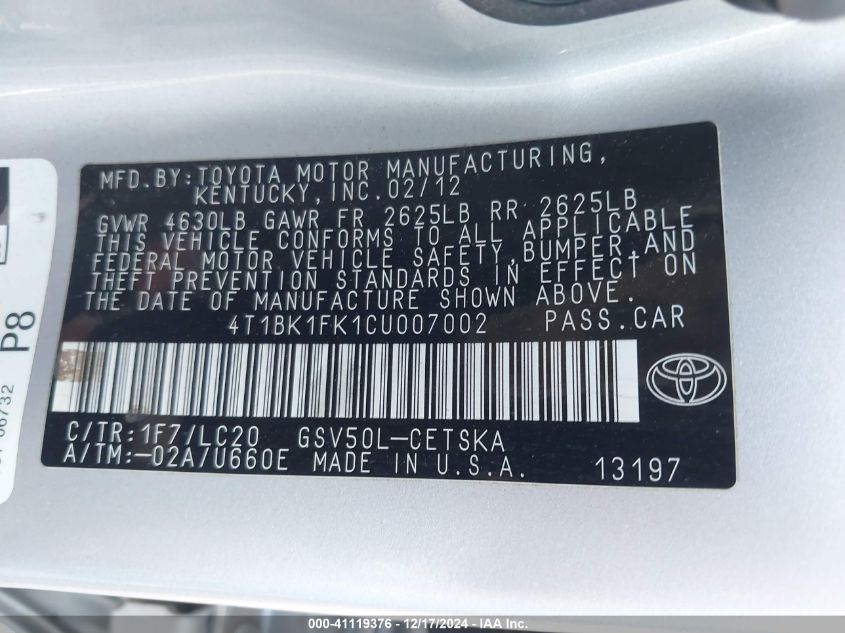 MFD.BY:TOYOTA MOTOR MANUFACTURING,
KENTUCKY,INC.02/12
GVWR 4630LB GAWR FR 2625LB RR 2625LB
THIS VEHICLE CONFORMS TO ALL APPLICABLE
FEDERAL MOTOR VEHICLE SAFETY,BUMPER,AND
THEFT PREVENTION STANDARDS IN EFFECT ON
THE DATE OF MANUFACTURE SHOWN ABOVE.
4T1BK1FK1CU007002 PASS.CAR
C/TR:1F7/LC20 GSV50L-CETSKA
A/TM:-02A/U660E MADE IN U.S.A. 13197
P8
06732
000-41119376 - 12/17/2024 - IAA Inc.